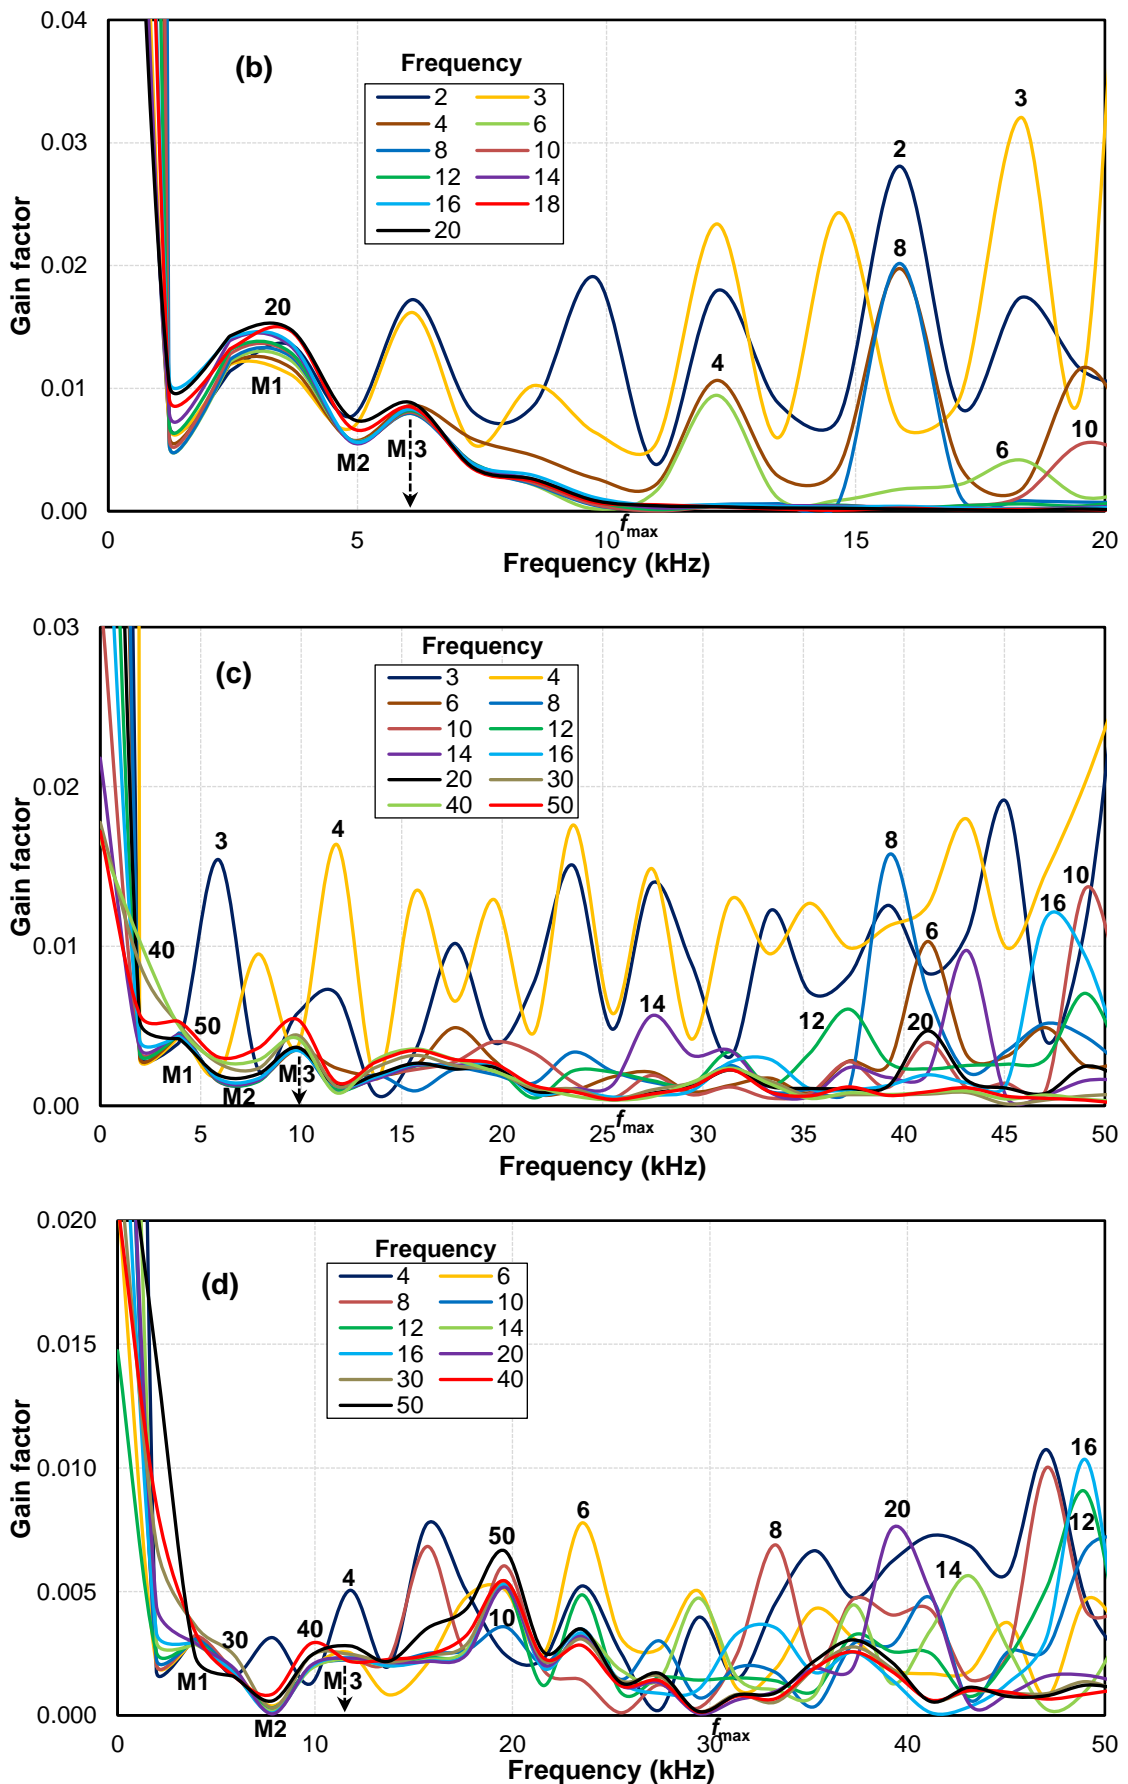 0.04
(b)
Frequency
2 3
4 6
8 10
12 14
16 18
20
3
2
0.03
8
0.02
20
4
0.01
M1
M2
M3
6
10
0.00
Gain factor
0 5 10 15 20
fmax
Frequency (kHz)
0.03
(c)
Frequency
3 4
6 8
10 12
14 16
20 30
40 50
0.02
3
4
8
10
16
6
0.01
40
50
14
12
20
M1
M3
M2
0.00
Gain factor
0 5 10 15 20 25 30 35 40 45 50
fmax
Frequency (kHz)
0.020
(d)
Frequency
4 6
8 10
12 14
16 20
30 40
50
0.015
0.010
16
12
6
20
50
8
0.005
4
14
10
40
30
M1
M3
M2
0.000
Gain factor
0 10 20 30 40 50
fmax
Frequency (kHz)